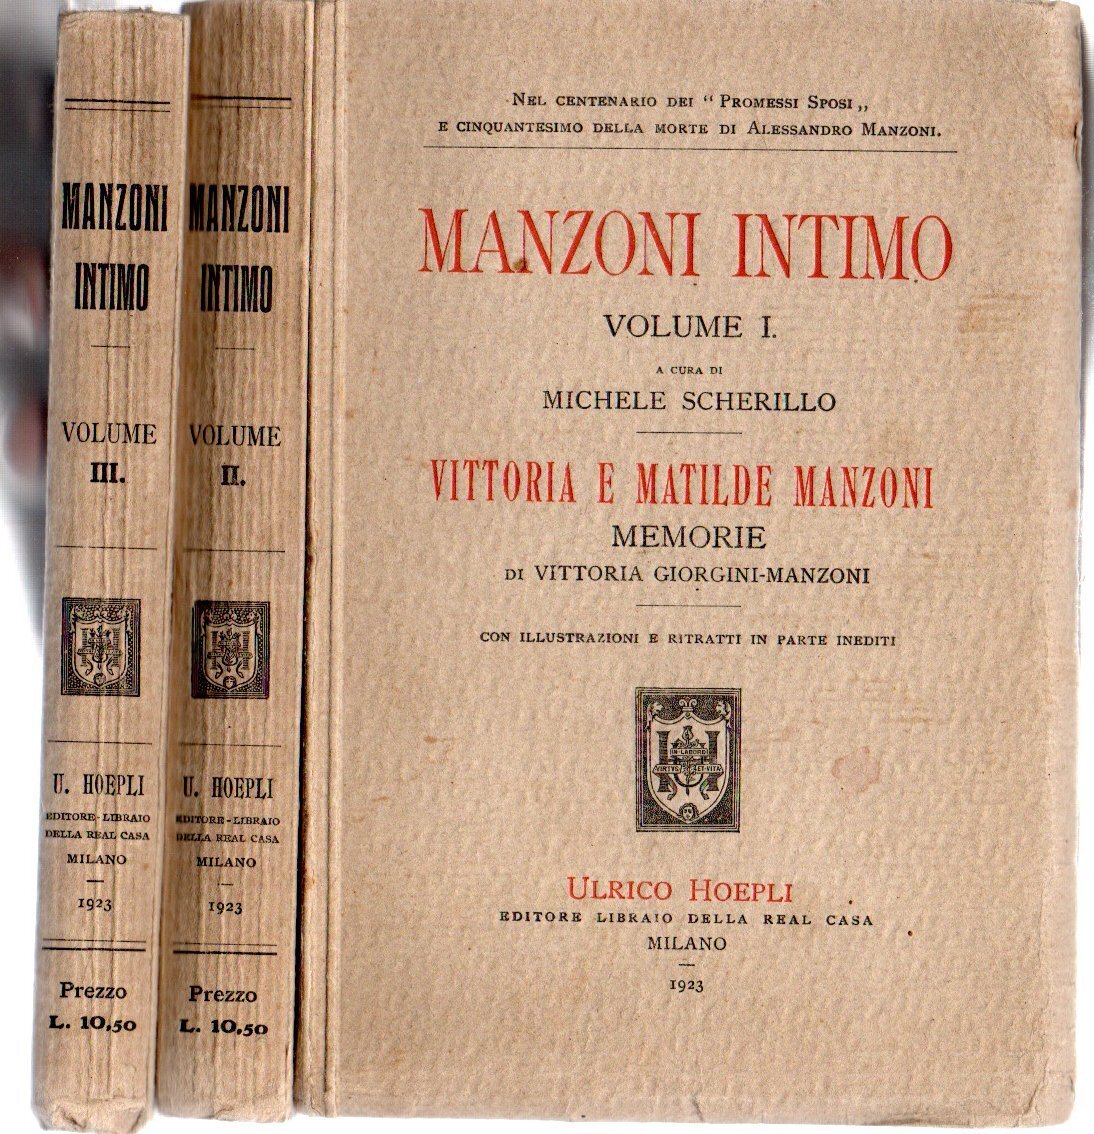 MANZONI
INTIMO
VOLUME
III.
U. HOEPLI
EDITORE-LIBRAIO
DELLA REAL CASA
MILANO
1923
Prezzo
L. 10,50
MANZONI
INTIMO
VOLUME
II.
U. HOEPLI
EDITORE-LIBRAIO
DELLA REAL CASA
MILANO
1923
Prezzo
L. 10,50
NEL CENTENARIO DEI “ PROMESSI SPOSI „
E CINQUANTESIMO DELLA MORTE DI ALESSANDRO MANZONI.
MANZONI INTIMO
VOLUME I.
A CURA DI
MICHELE SCHERILLO
VITTORIA E MATILDE MANZONI
MEMORIE
DI VITTORIA GIORGINI-MANZONI
CON ILLUSTRAZIONI E RITRATTI IN PARTE INEDITI
H H
IN·LABORE
VIRTVS ET·VITA
ULRICO HOEPLI
EDITORE LIBRAIO DELLA REAL CASA
MILANO
1923